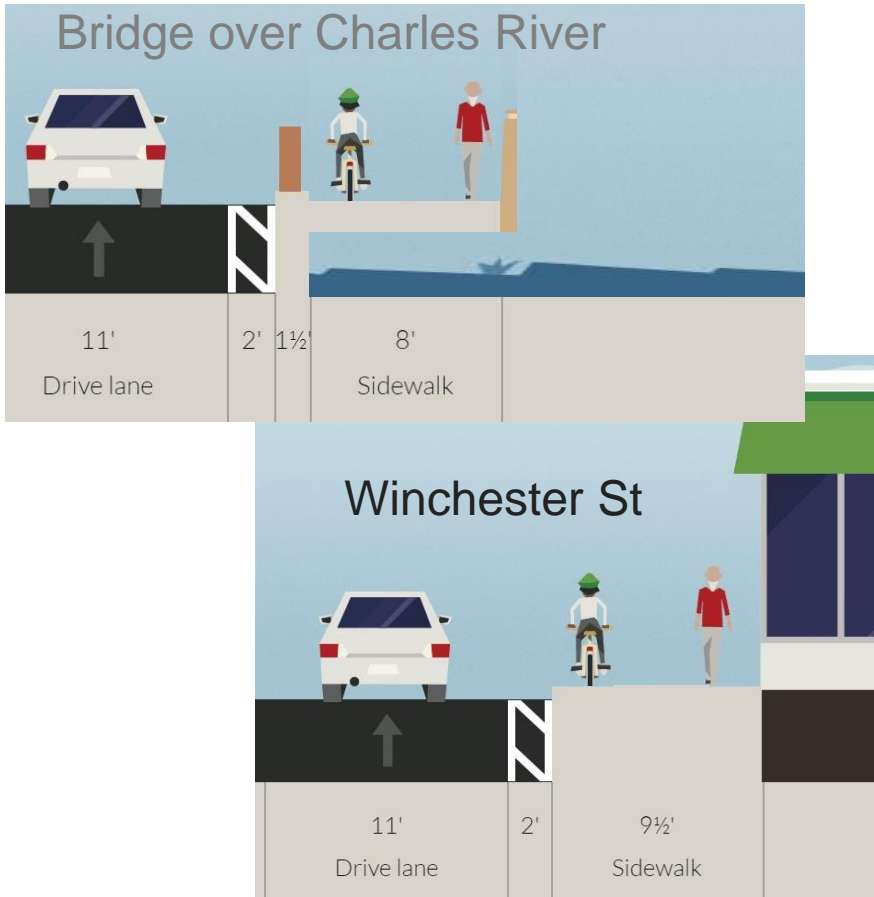 Bridge over Charles River
11' 2' 1½' 8'
Drive lane Sidewalk
Winchester St
11' 2' 9½'
Drive lane Sidewalk